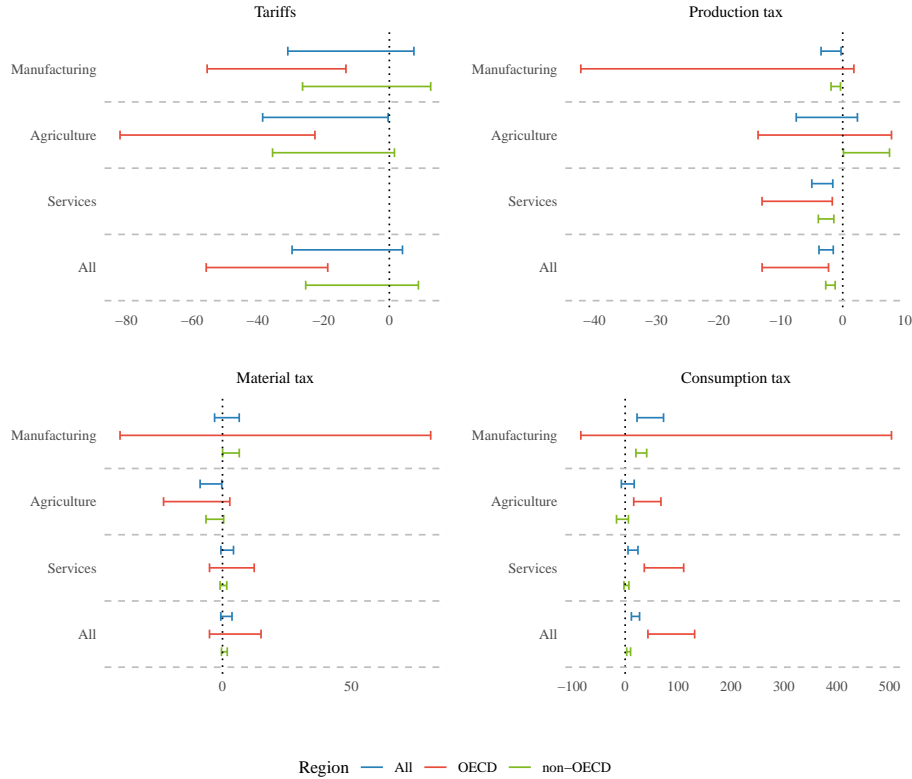 Tariffs
Production tax
Manufacturing
Agriculture
Services
All
−80 −60 −40 −20 0
Manufacturing
Agriculture
Services
All
−40 −30 −20 −10 0 10
Material tax
Consumption tax
Manufacturing
Agriculture
Services
All
0 50
Manufacturing
Agriculture
Services
All
−100 0 100 200 300 400 500
Region All OECD non−OECD